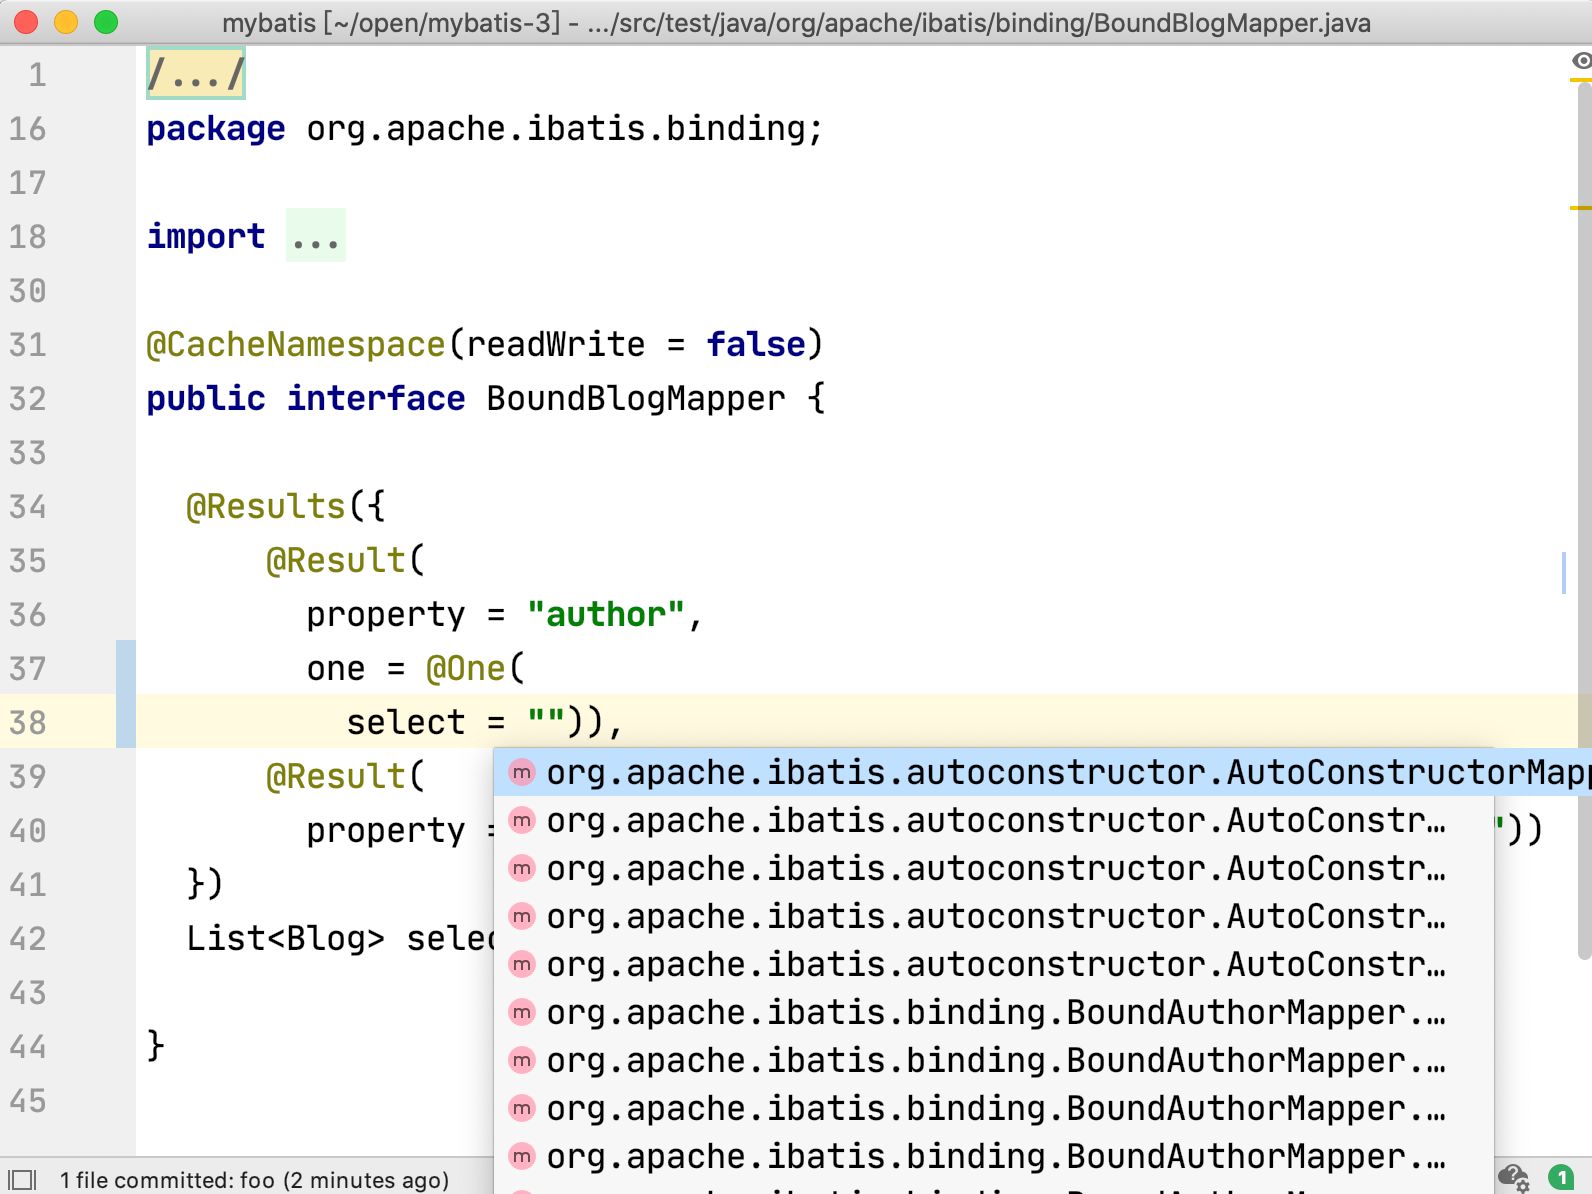 mybatis [~/open/mybatis-3] - .../src/test/java/org/apache/ibatis/binding/BoundBlogMapper.java
1 /.../
16 package org.apache.ibatis.binding;
17
18 import ...
30
31 @CacheNamespace(readWrite = false)
32 public interface BoundBlogMapper {
33
34 @Results({
35 @Result(
36 property = "author",
37 one = @One(
38 select = "")),
39 @Result(
m org.apache.ibatis.autoconstructor.AutoConstructorMapp
m org.apache.ibatis.autoconstructor.AutoConstr…
40 property = "))
m org.apache.ibatis.autoconstructor.AutoConstr…
41 })
m org.apache.ibatis.autoconstructor.AutoConstr…
42 List<Blog> selec
m org.apache.ibatis.autoconstructor.AutoConstr…
43
m org.apache.ibatis.binding.BoundAuthorMapper.…
44 }
m org.apache.ibatis.binding.BoundAuthorMapper.…
45
m org.apache.ibatis.binding.BoundAuthorMapper.…
m org.apache.ibatis.binding.BoundAuthorMapper.…
1 file committed: foo (2 minutes ago) 1